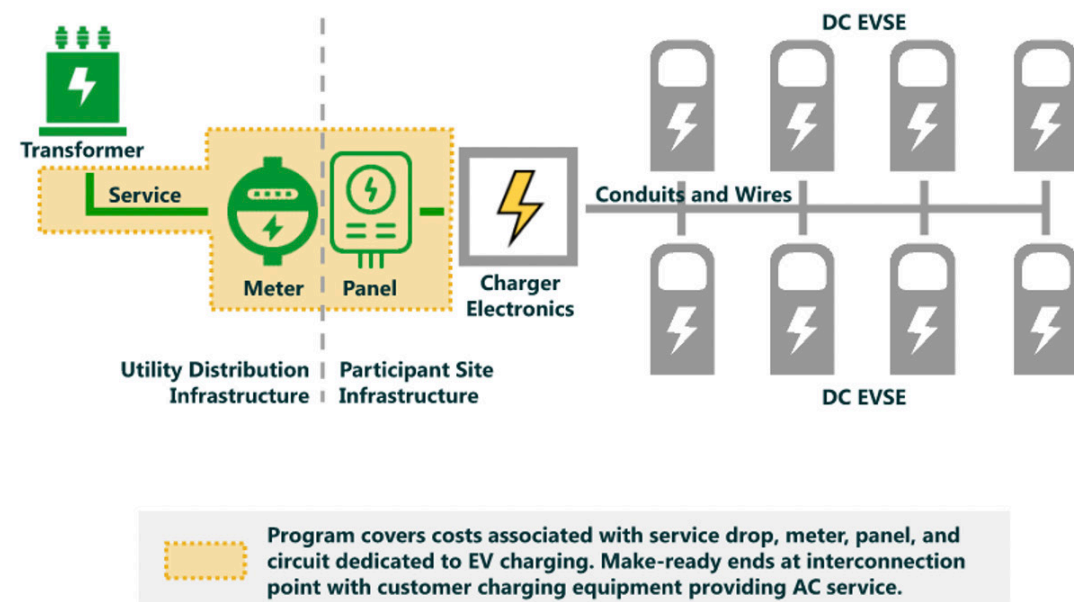 DC EVSE
Transformer
Service
Conduits and Wires
Meter
Panel
Charger
Electronics
Utility Distribution
Infrastructure
Participant Site
Infrastructure
DC EVSE
Program covers costs associated with service drop, meter, panel, and
circuit dedicated to EV charging. Make-ready ends at interconnection
point with customer charging equipment providing AC service.